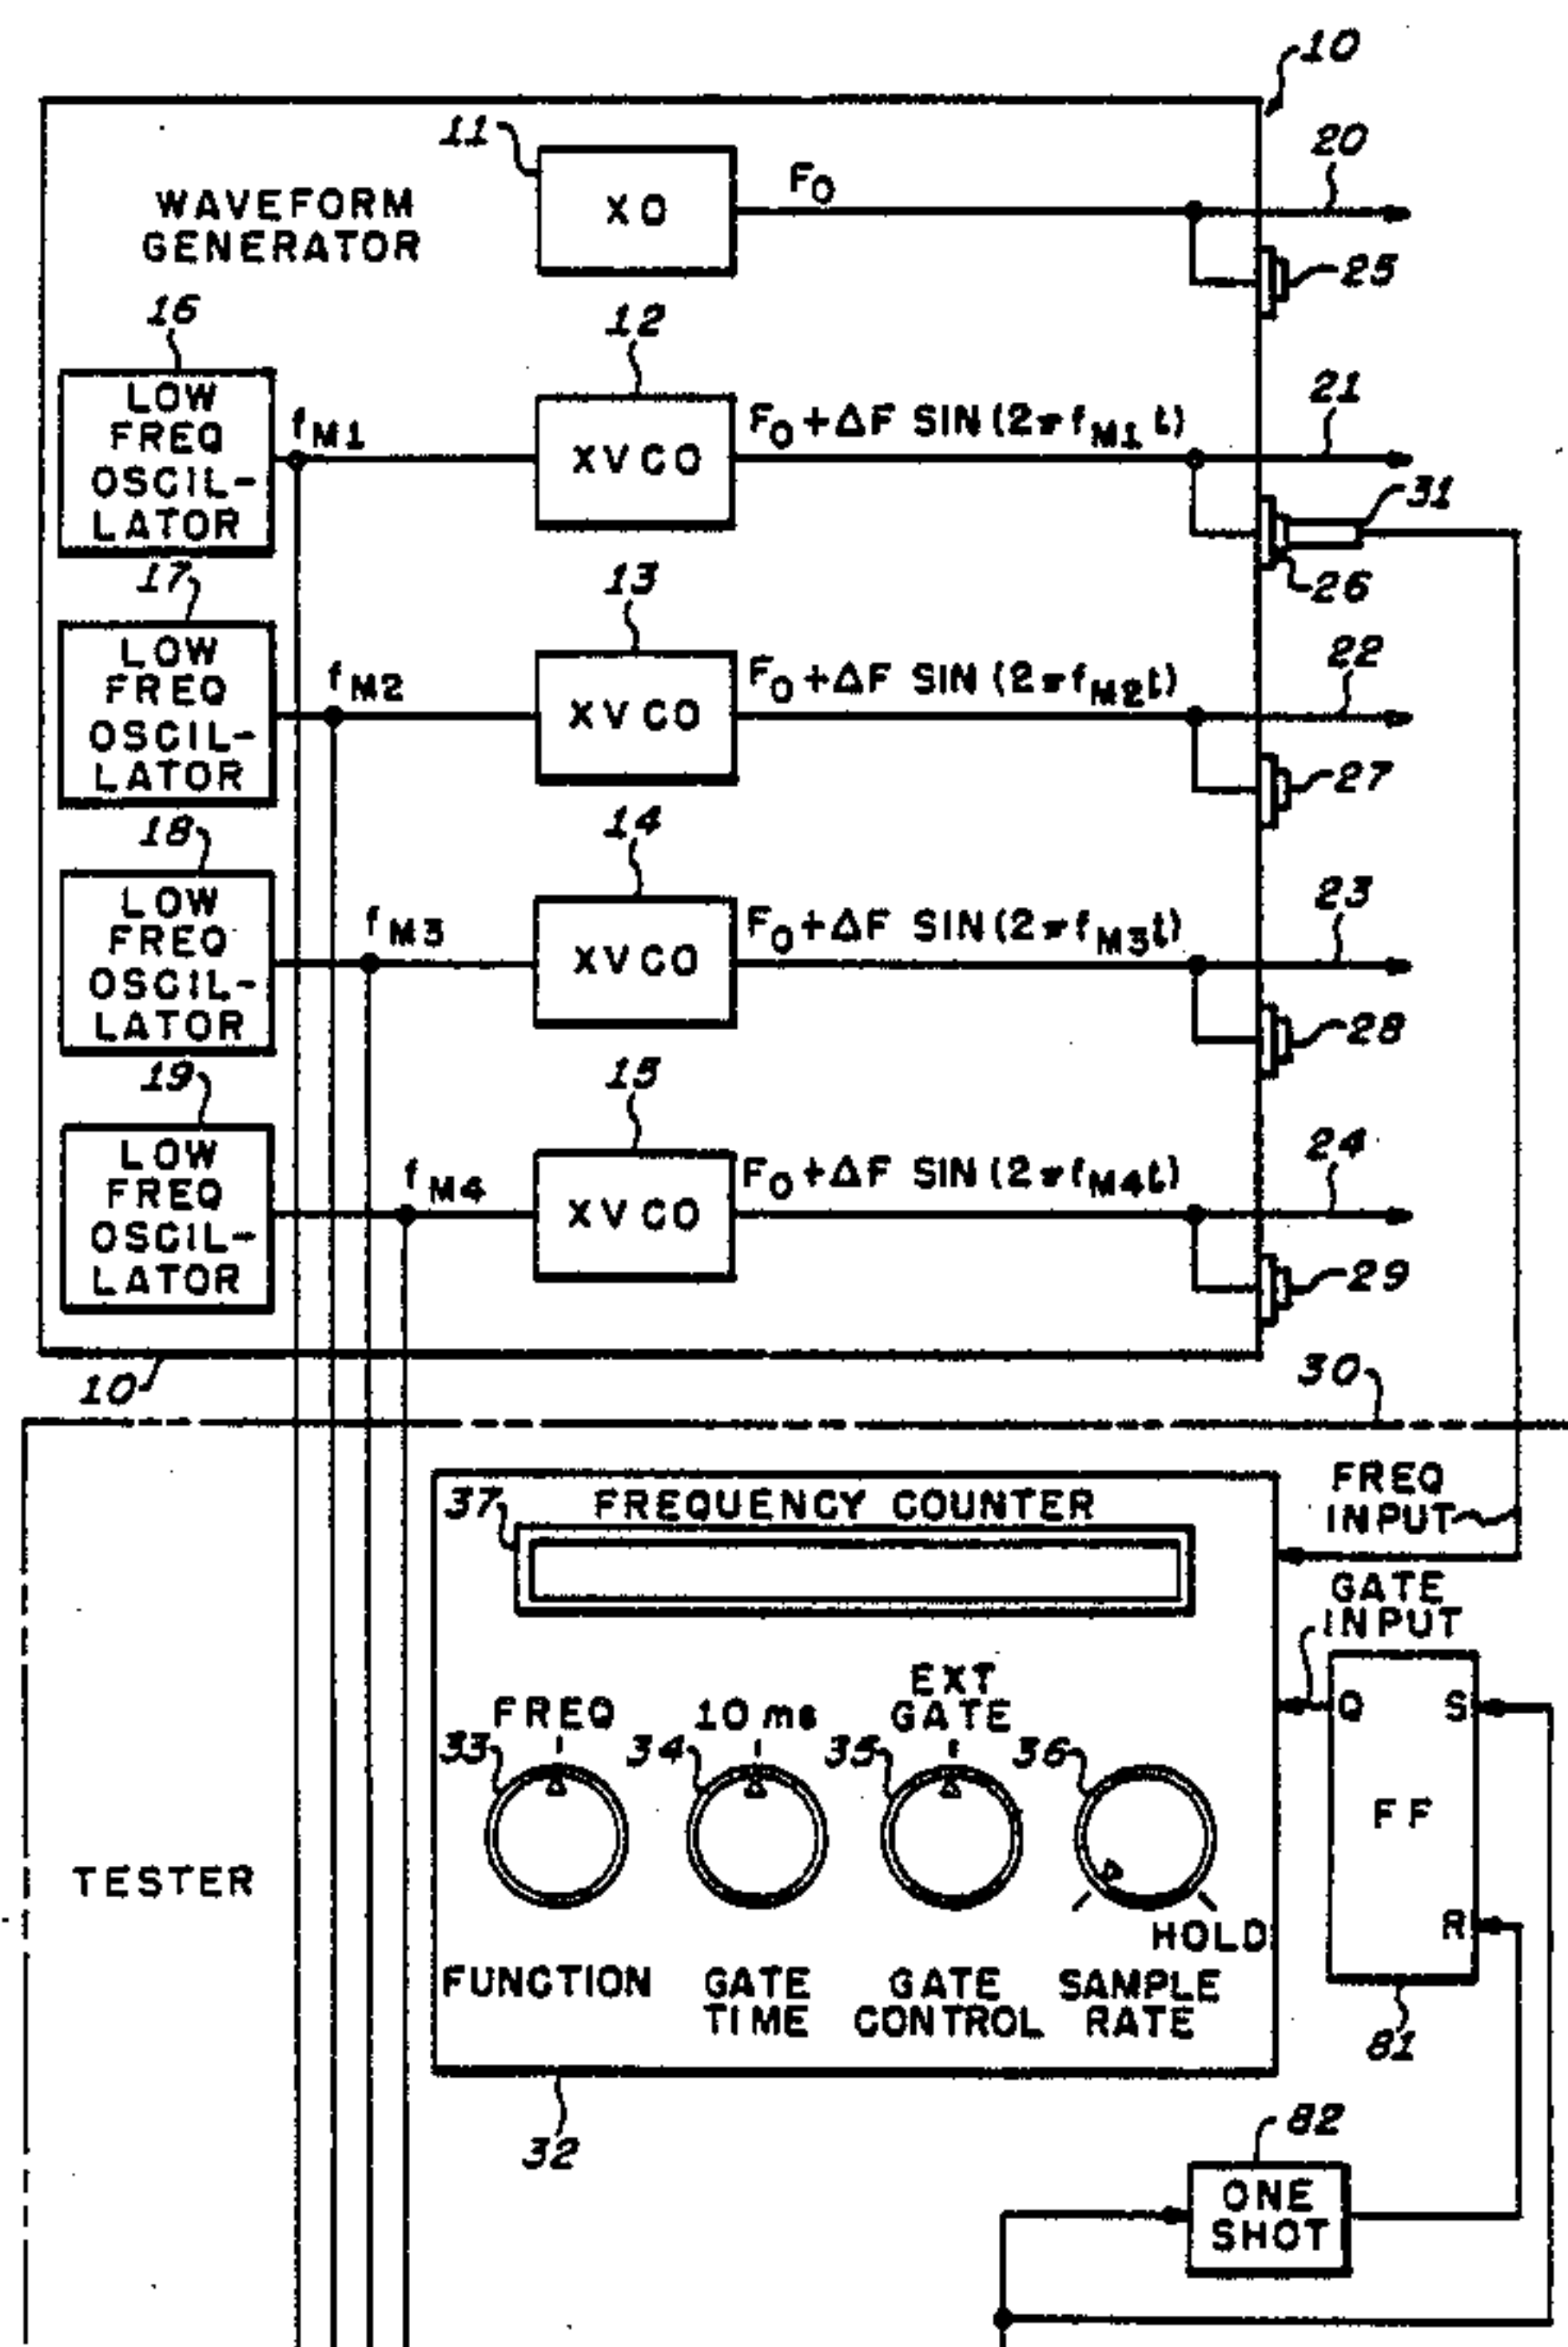 10
11
XO
F0
20
WAVEFORM
GENERATOR
25
16
LOW
FREQ
OSCIL-
LATOR
fM1
12
XVCO
F0+ΔF SIN (2πfM1t)
21
31
26
17
LOW
FREQ
OSCIL-
LATOR
fM2
13
XVCO
F0+ΔF SIN (2πfM2t)
22
27
18
LOW
FREQ
OSCIL-
LATOR
fM3
14
XVCO
F0+ΔF SIN (2πfM3t)
23
28
19
LOW
FREQ
OSCIL-
LATOR
fM4
15
XVCO
F0+ΔF SIN (2πfM4t)
24
29
10
30
37
FREQUENCY COUNTER
FREQ
INPUT
GATE
INPUT
FREQ
10 ms
EXT
GATE
33
34
35
36
Q
S
FF
R
TESTER
HOLD
FUNCTION
GATE
TIME
GATE
CONTROL
SAMPLE
RATE
81
32
82
ONE
SHOT